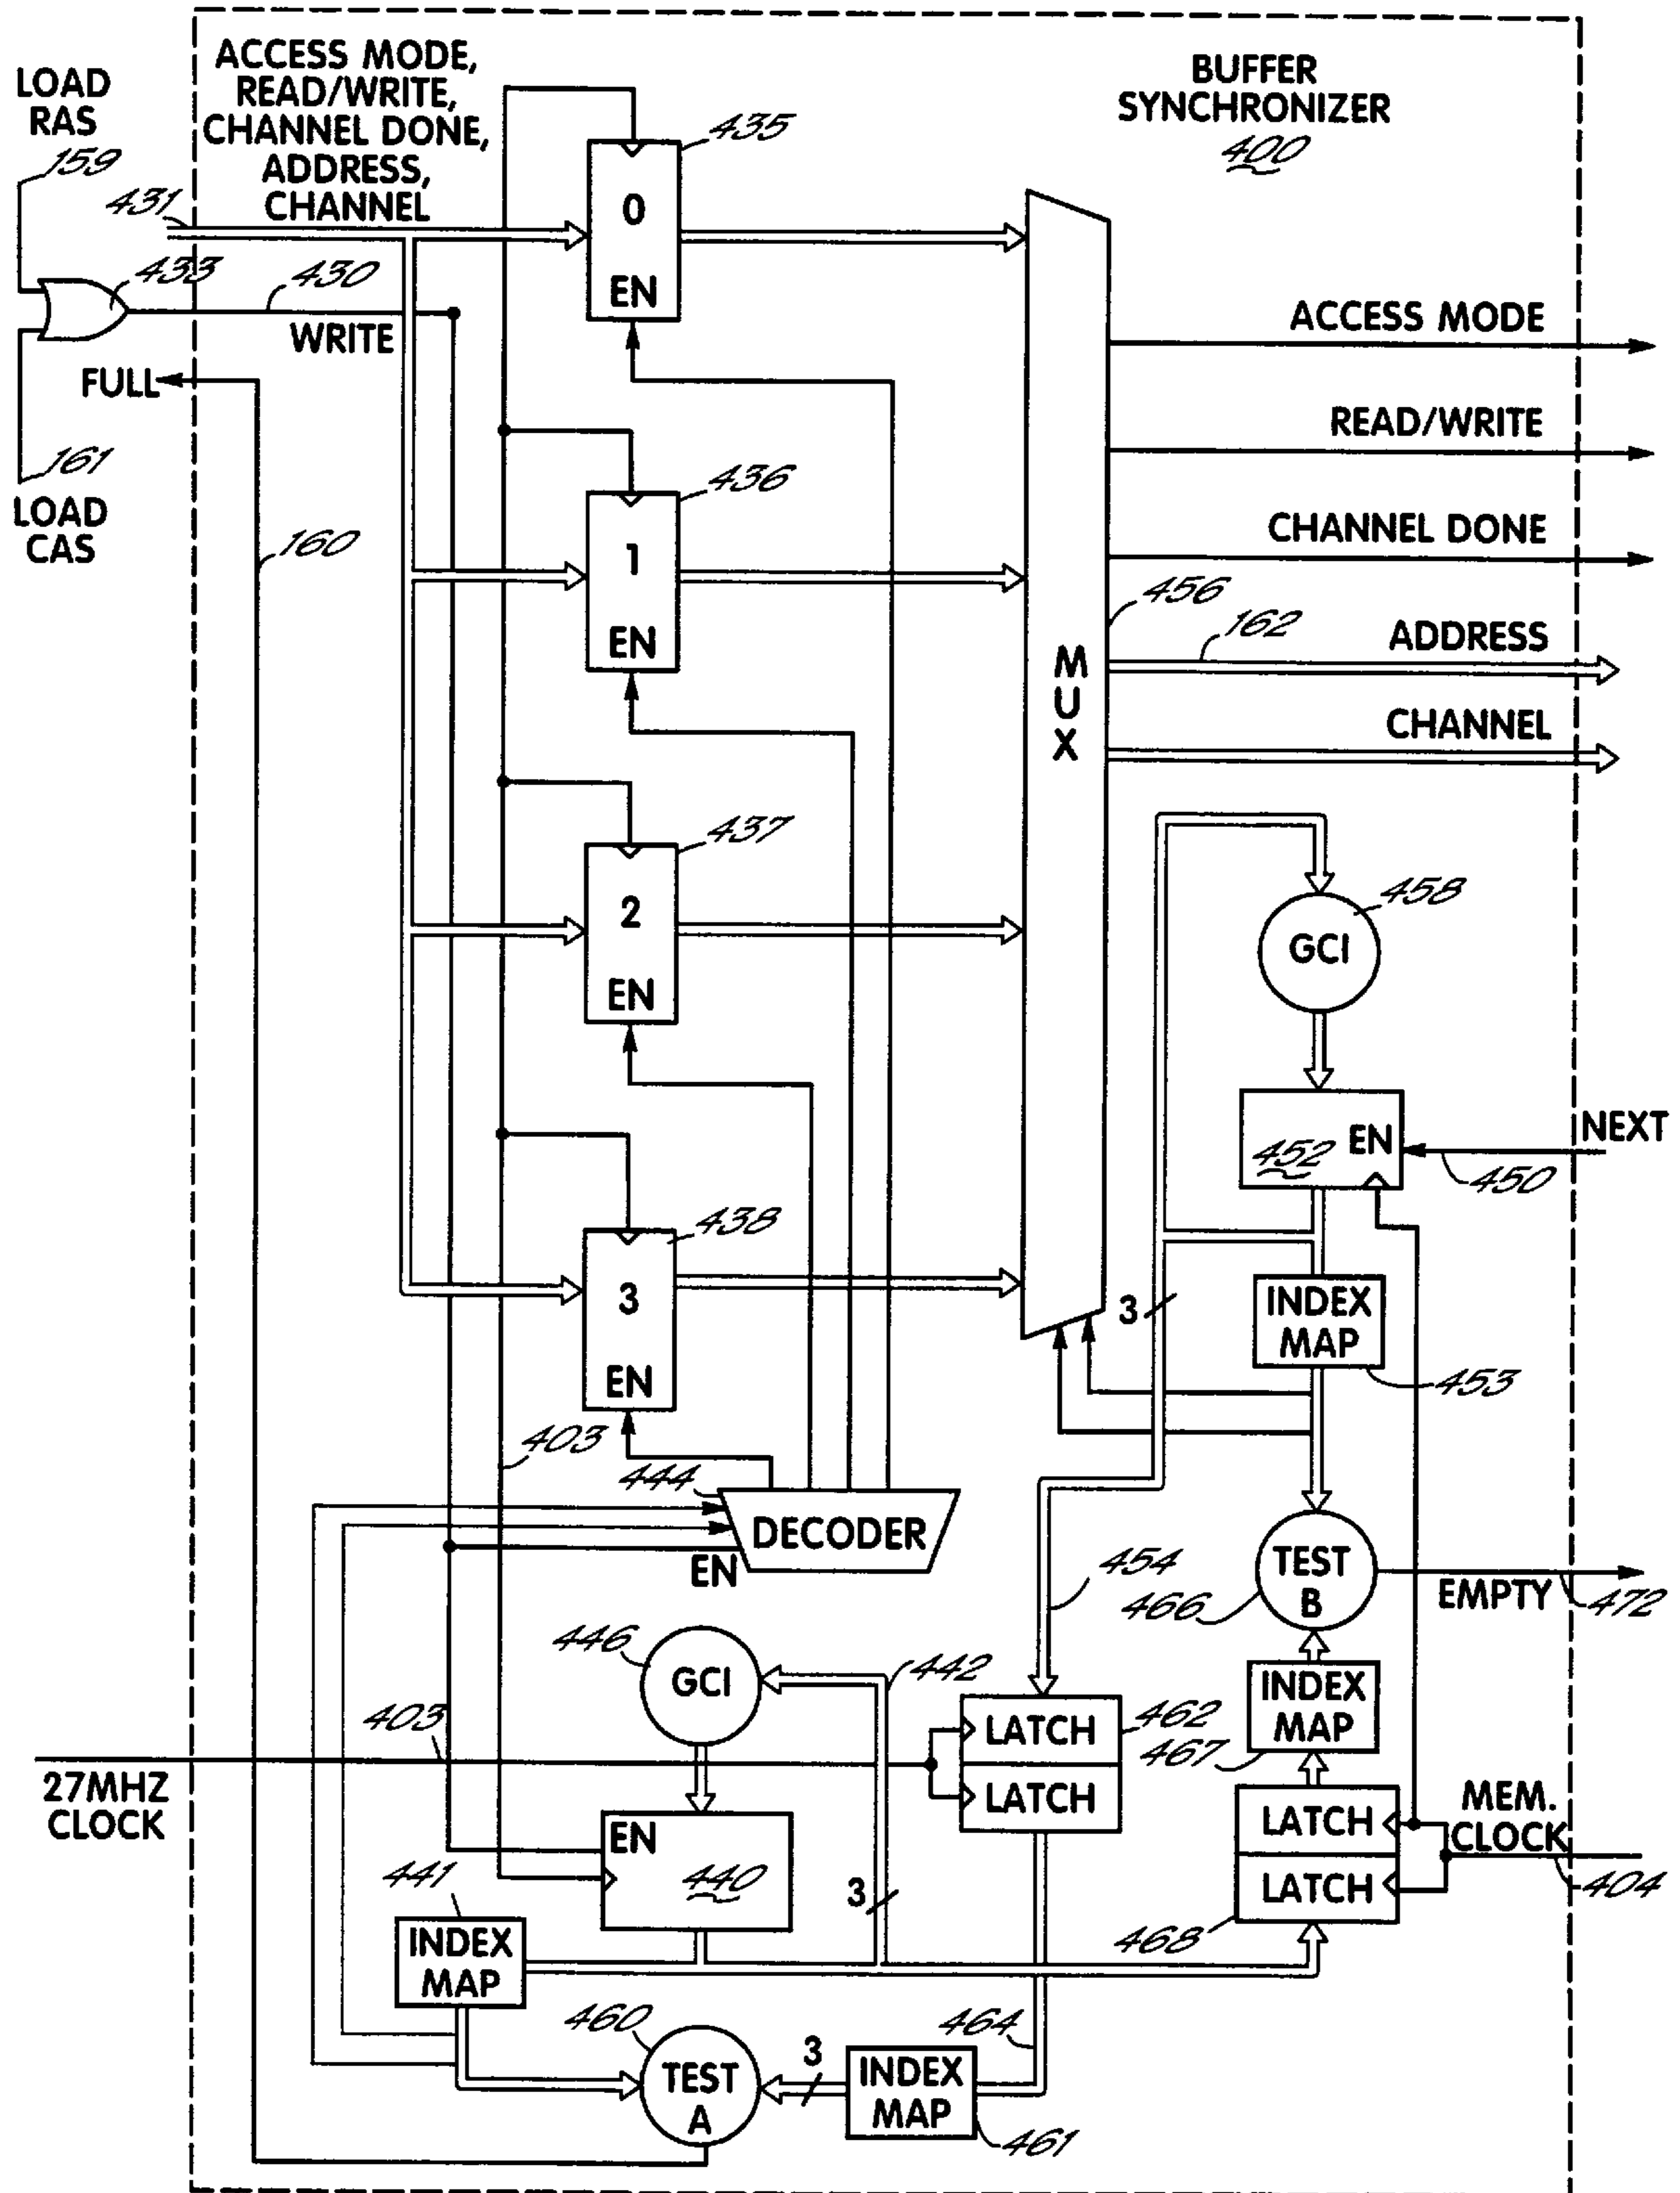 ACCESS MODE,
READ/WRITE,
CHANNEL DONE,
ADDRESS,
CHANNEL
LOAD
RAS
159
431
433
430
WRITE
FULL
161
LOAD
CAS
160
BUFFER
SYNCHRONIZER
400
435
0
EN
436
1
EN
437
2
EN
438
3
EN
MUX
456
ACCESS MODE
READ/WRITE
CHANNEL DONE
162
ADDRESS
CHANNEL
458
GCI
452
EN
NEXT
450
3
INDEX
MAP
453
403
444
DECODER
EN
454
TEST
B
466
EMPTY
472
446
GCI
442
403
27MHZ
CLOCK
LATCH
462
LATCH
INDEX
MAP
467
LATCH
LATCH
468
MEM.
CLOCK
404
EN
440
3
441
INDEX
MAP
460
TEST
A
3
INDEX
MAP
461
464